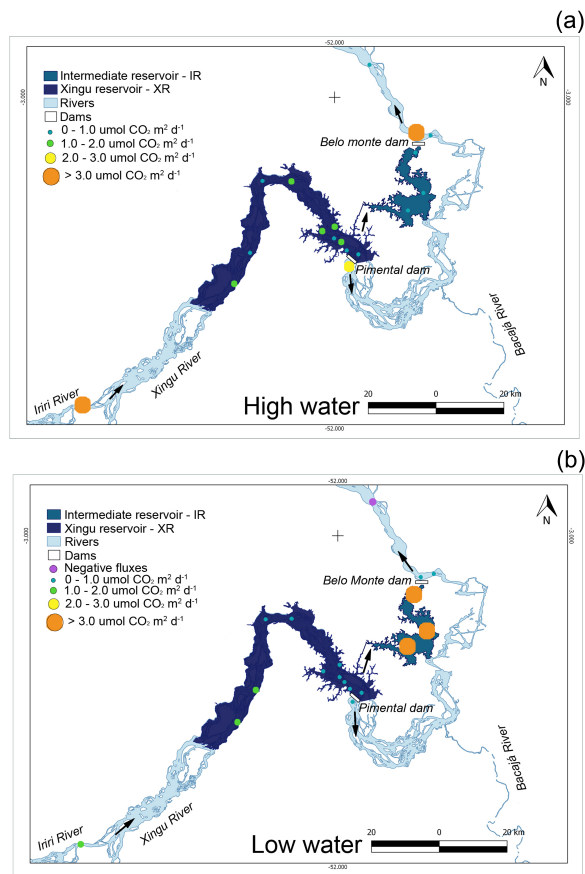 (a)
-52.000
-3.000
-3.000
N
Intermediate reservoir - IR
Xingu reservoir - XR
Rivers
Dams
0 - 1.0 umol CO₂ m² d⁻¹
1.0 - 2.0 umol CO₂ m² d⁻¹
2.0 - 3.0 umol CO₂ m² d⁻¹
> 3.0 umol CO₂ m² d⁻¹
Belo monte dam
Pimental dam
Bacajá River
Xingu River
Iriri River
High water
20 0 20 km
-52.000
(b)
-52.000
-3.000
-3.000
N
Intermediate reservoir - IR
Xingu reservoir - XR
Rivers
Dams
Negative fluxes
0 - 1.0 umol CO₂ m² d⁻¹
1.0 - 2.0 umol CO₂ m² d⁻¹
2.0 - 3.0 umol CO₂ m² d⁻¹
> 3.0 umol CO₂ m² d⁻¹
Belo Monte dam
Pimental dam
Bacajá River
Xingu River
Iriri River
Low water
20 0 20 km
-52.000